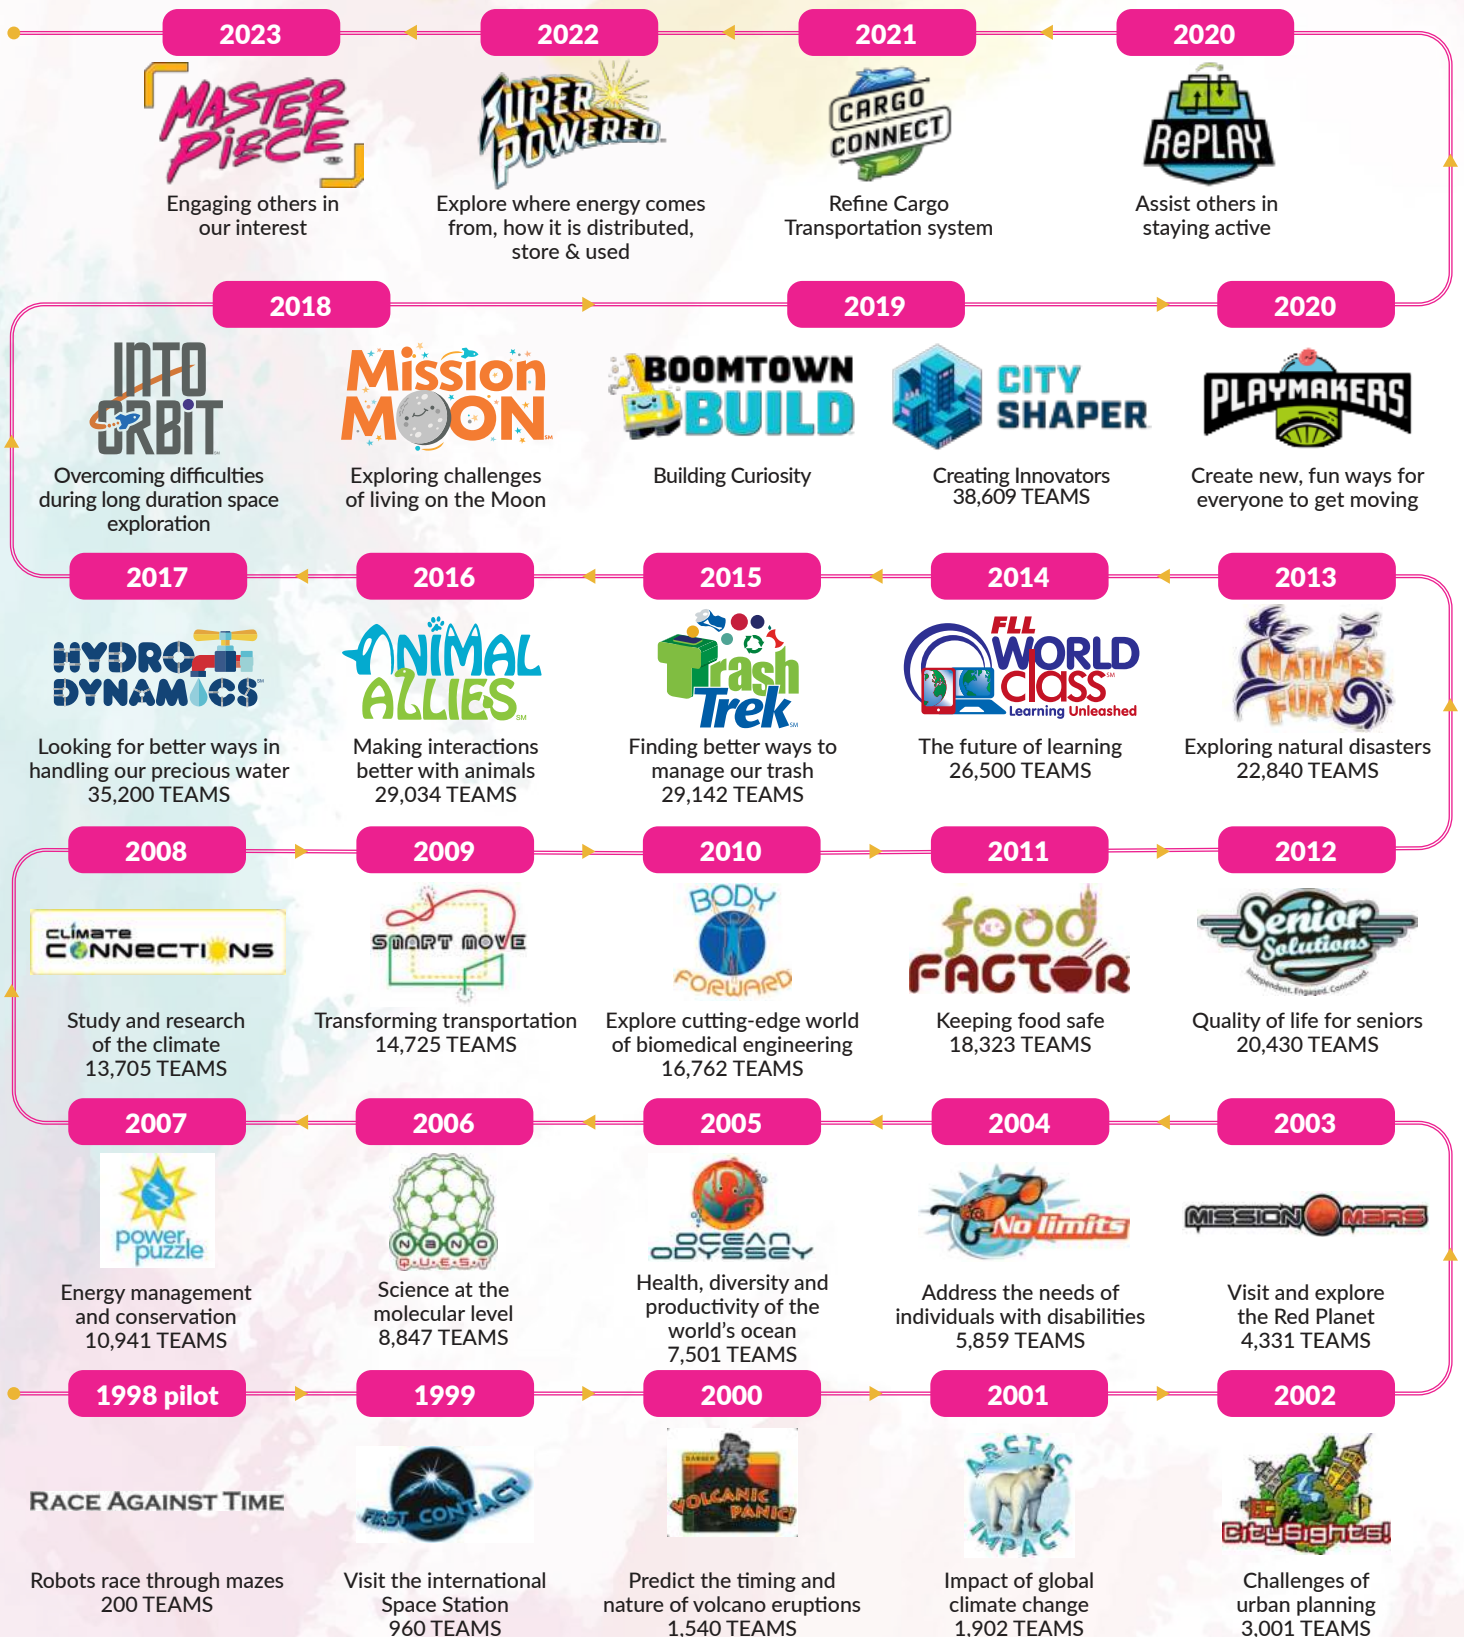 2023
2022
2021
2020
MASTER
PIECE
SUPER
POWERED
CARGO
CONNECT
RePLAY
Engaging others in
our interest
Explore where energy comes
from, how it is distributed,
store & used
Refine Cargo
Transportation system
Assist others in
staying active
2018
2019
2020
INTO
ORBIT
Mission
MOON
BOOMTOWN
BUILD
CITY
SHAPER
PLAYMAKERS
Overcoming difficulties
during long duration space
exploration
Exploring challenges
of living on the Moon
Building Curiosity
Creating Innovators
38,609 TEAMS
Create new, fun ways for
everyone to get moving
2017
2016
2015
2014
2013
HYDRO
DYNAMICS
ANIMAL
ALLIES
Trash
Trek
FLL
WORLD
class
Learning Unleashed
NATURE'S
FURY
Looking for better ways in
handling our precious water
35,200 TEAMS
Making interactions
better with animals
29,034 TEAMS
Finding better ways to
manage our trash
29,142 TEAMS
The future of learning
26,500 TEAMS
Exploring natural disasters
22,840 TEAMS
2008
2009
2010
2011
2012
CLIMATE
CONNECTIONS
SMART MOVE
BODY
FORWARD
food
FACTOR
Senior
Solutions
Independent. Engaged. Connected.
Study and research
of the climate
13,705 TEAMS
Transforming transportation
14,725 TEAMS
Explore cutting-edge world
of biomedical engineering
16,762 TEAMS
Keeping food safe
18,323 TEAMS
Quality of life for seniors
20,430 TEAMS
2007
2006
2005
2004
2003
power
puzzle
NANO
QUEST
OCEAN
ODYSSEY
No limits
MISSION MARS
Energy management
and conservation
10,941 TEAMS
Science at the
molecular level
8,847 TEAMS
Health, diversity and
productivity of the
world's ocean
7,501 TEAMS
Address the needs of
individuals with disabilities
5,859 TEAMS
Visit and explore
the Red Planet
4,331 TEAMS
1998 pilot
1999
2000
2001
2002
RACE AGAINST TIME
FIRST CONTACT
DANGER
VOLCANIC
PANIC!
ARCTIC
IMPACT
CitySights!
Robots race through mazes
200 TEAMS
Visit the international
Space Station
960 TEAMS
Predict the timing and
nature of volcano eruptions
1,540 TEAMS
Impact of global
climate change
1,902 TEAMS
Challenges of
urban planning
3,001 TEAMS